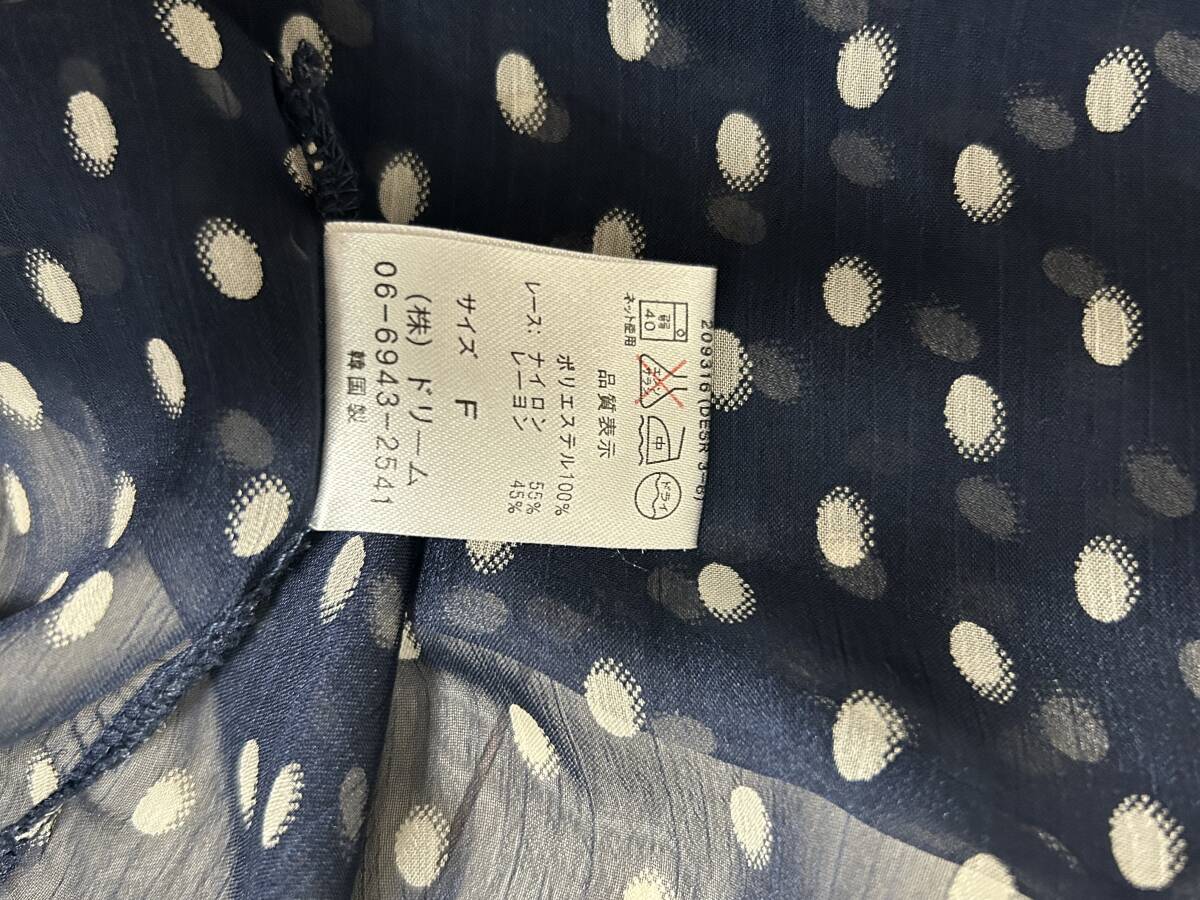 209316 (DESR 3-6)
弱
40
ネット使用
エンソ
サラシ
中
ドライ
品質表示
ポリエステル100%
レース: ナイロン 55%
レーヨン 45%
サイズ F
(株) ドリーム
06-6943-2541
韓国製